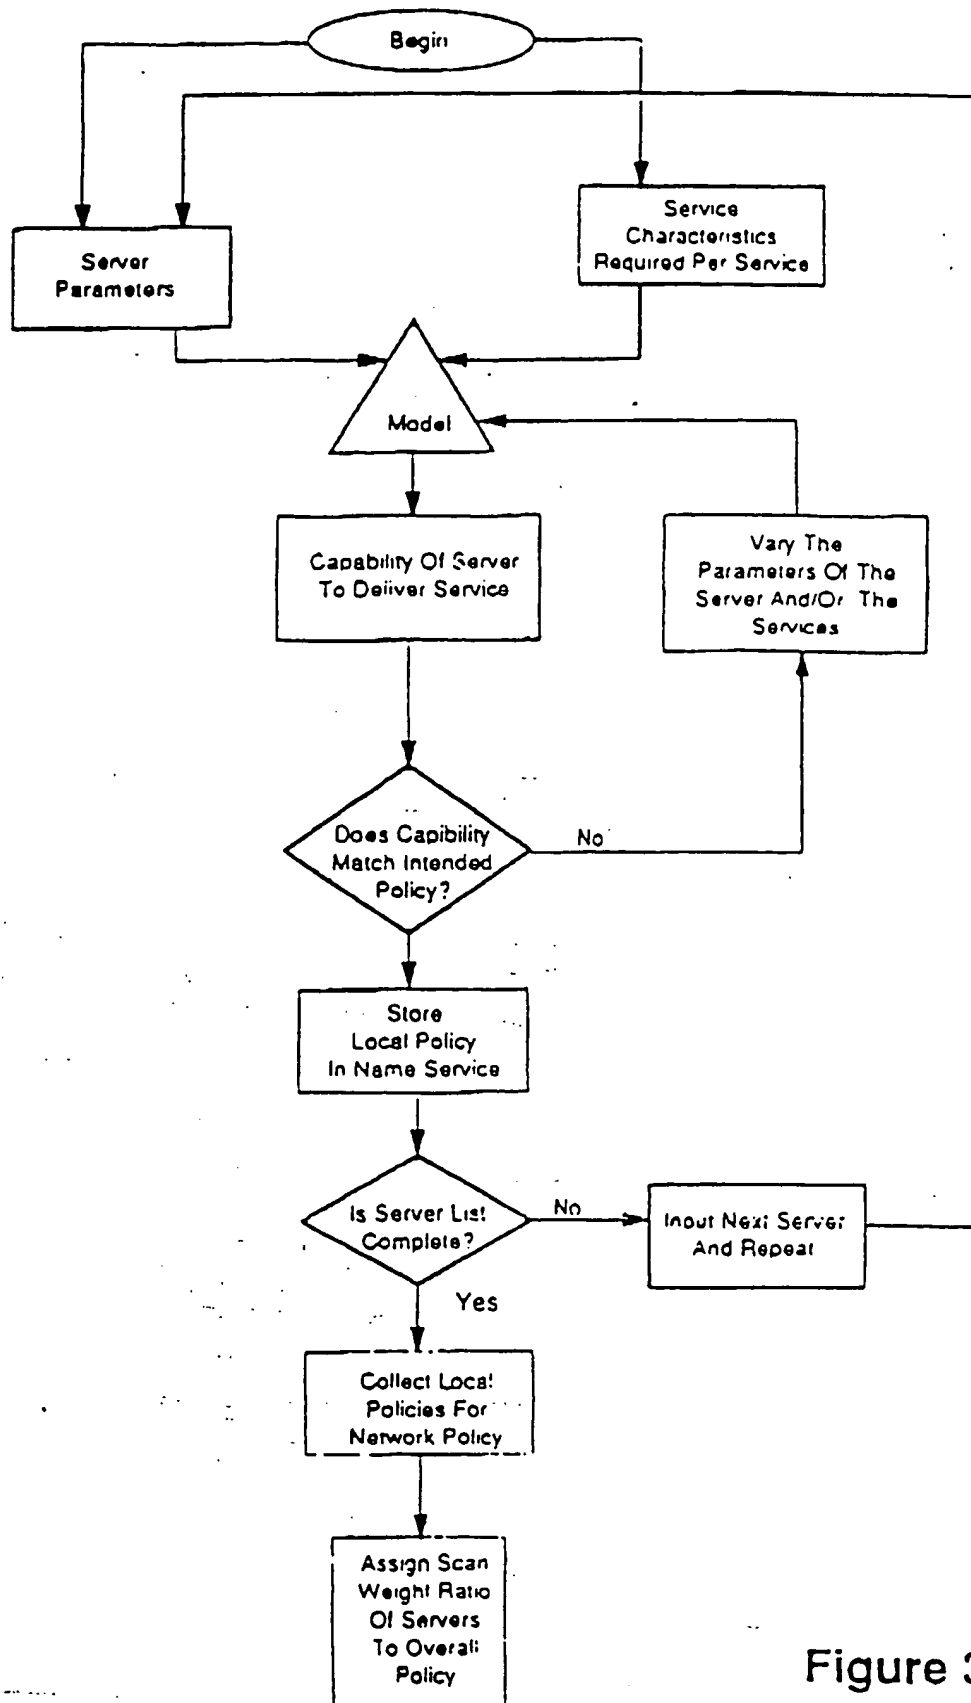 Begin
Server
Parameters
Service
Characteristics
Required Per Service
Model
Capability Of Server
To Deliver Service
Vary The
Parameters Of The
Server And/Or The
Services
Does Capibility
Match Intended
Policy?
No
Store
Local Policy
In Name Service
Is Server List
Complete?
No
Input Next Server
And Repeat
Yes
Collect Local
Policies For
Network Policy
Assign Scan
Weight Ratio
Of Servers
To Overall
Policy
Figure 3